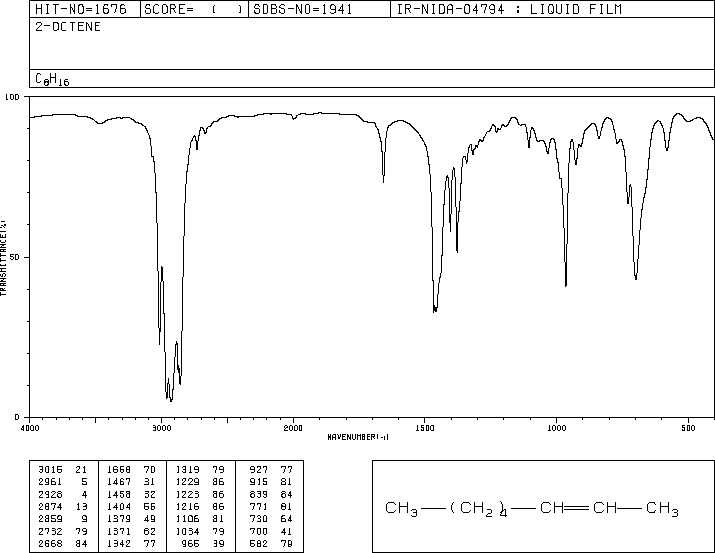 HIT-NO=1676 SCORE= ( ) SDBS-NO=1941 IR-NIDA-04794 : LIQUID FILM
2-OCTENE
C8H16
100
TRANSMITTANCE(%)
50
0
4000 3000 2000 1500 1000 500
WAVENUMBER(-1)
3015 21 1658 70 1319 79 927 77
2961 5 1467 31 1229 86 915 81
2928 4 1458 32 1223 86 839 84
2874 13 1404 55 1216 86 771 81
2859 9 1379 49 1106 81 730 64
2732 79 1371 62 1034 79 700 41
2668 84 1342 77 966 39 582 79
CH3—(CH2)4—CH=CH—CH3